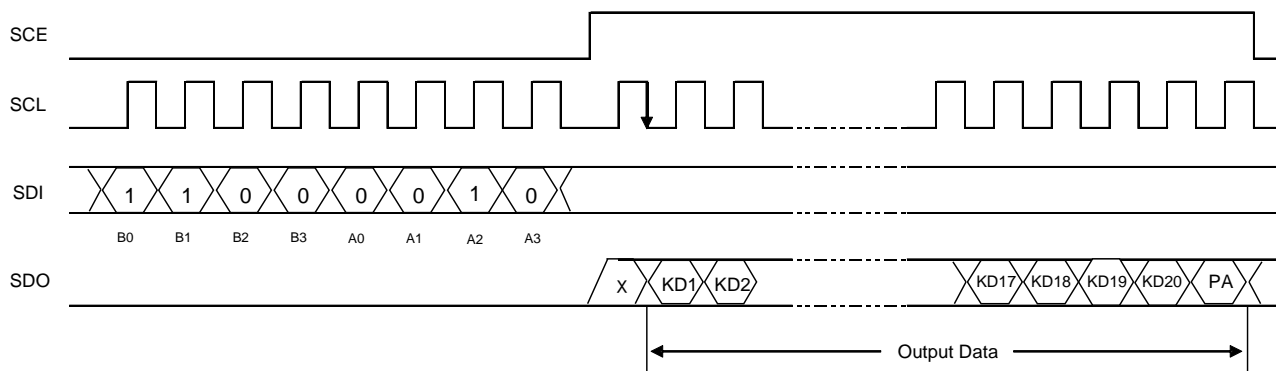 SCE
SCL
SDI
1 1 0 0 0 0 1 0
B0 B1 B2 B3 A0 A1 A2 A3
SDO
X KD1 KD2 KD17 KD18 KD19 KD20 PA
Output Data